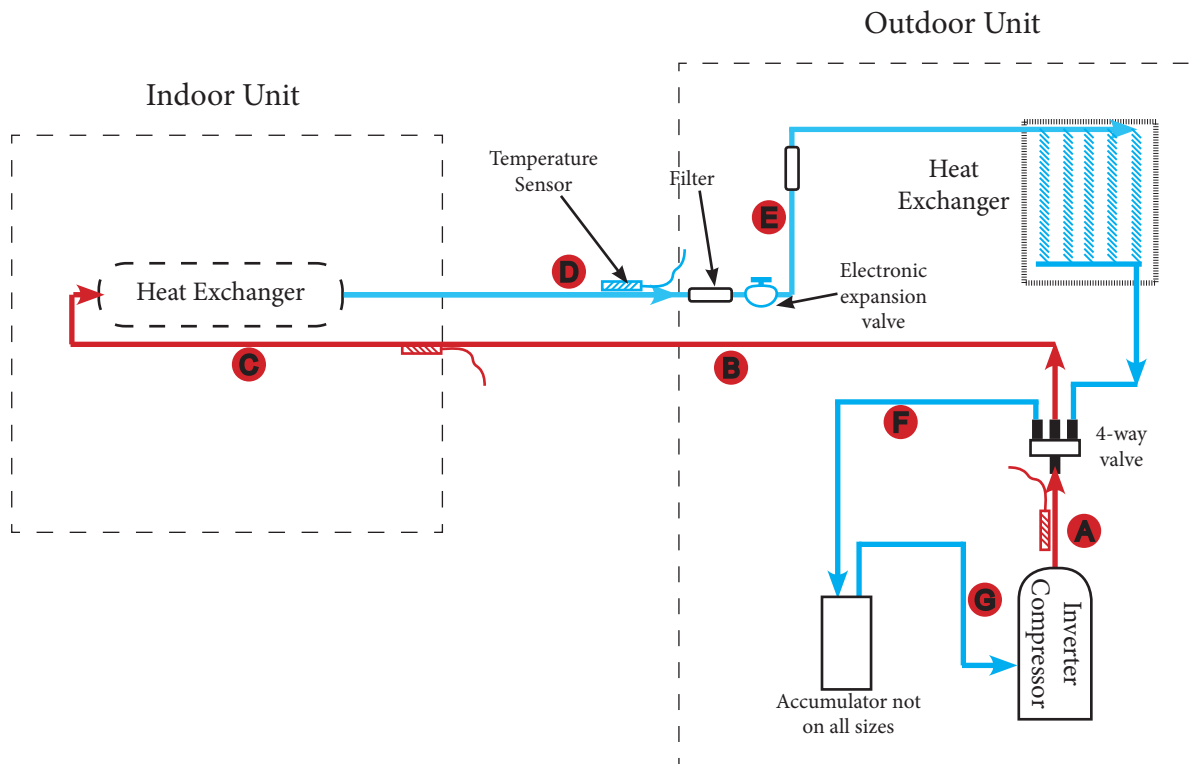 Outdoor Unit
Indoor Unit
Temperature
Sensor
Filter
Heat
Exchanger
E
D
Heat Exchanger
Electronic
expansion
valve
C
B
F
4-way
valve
A
G
Inverter
Compressor
Accumulator not
on all sizes